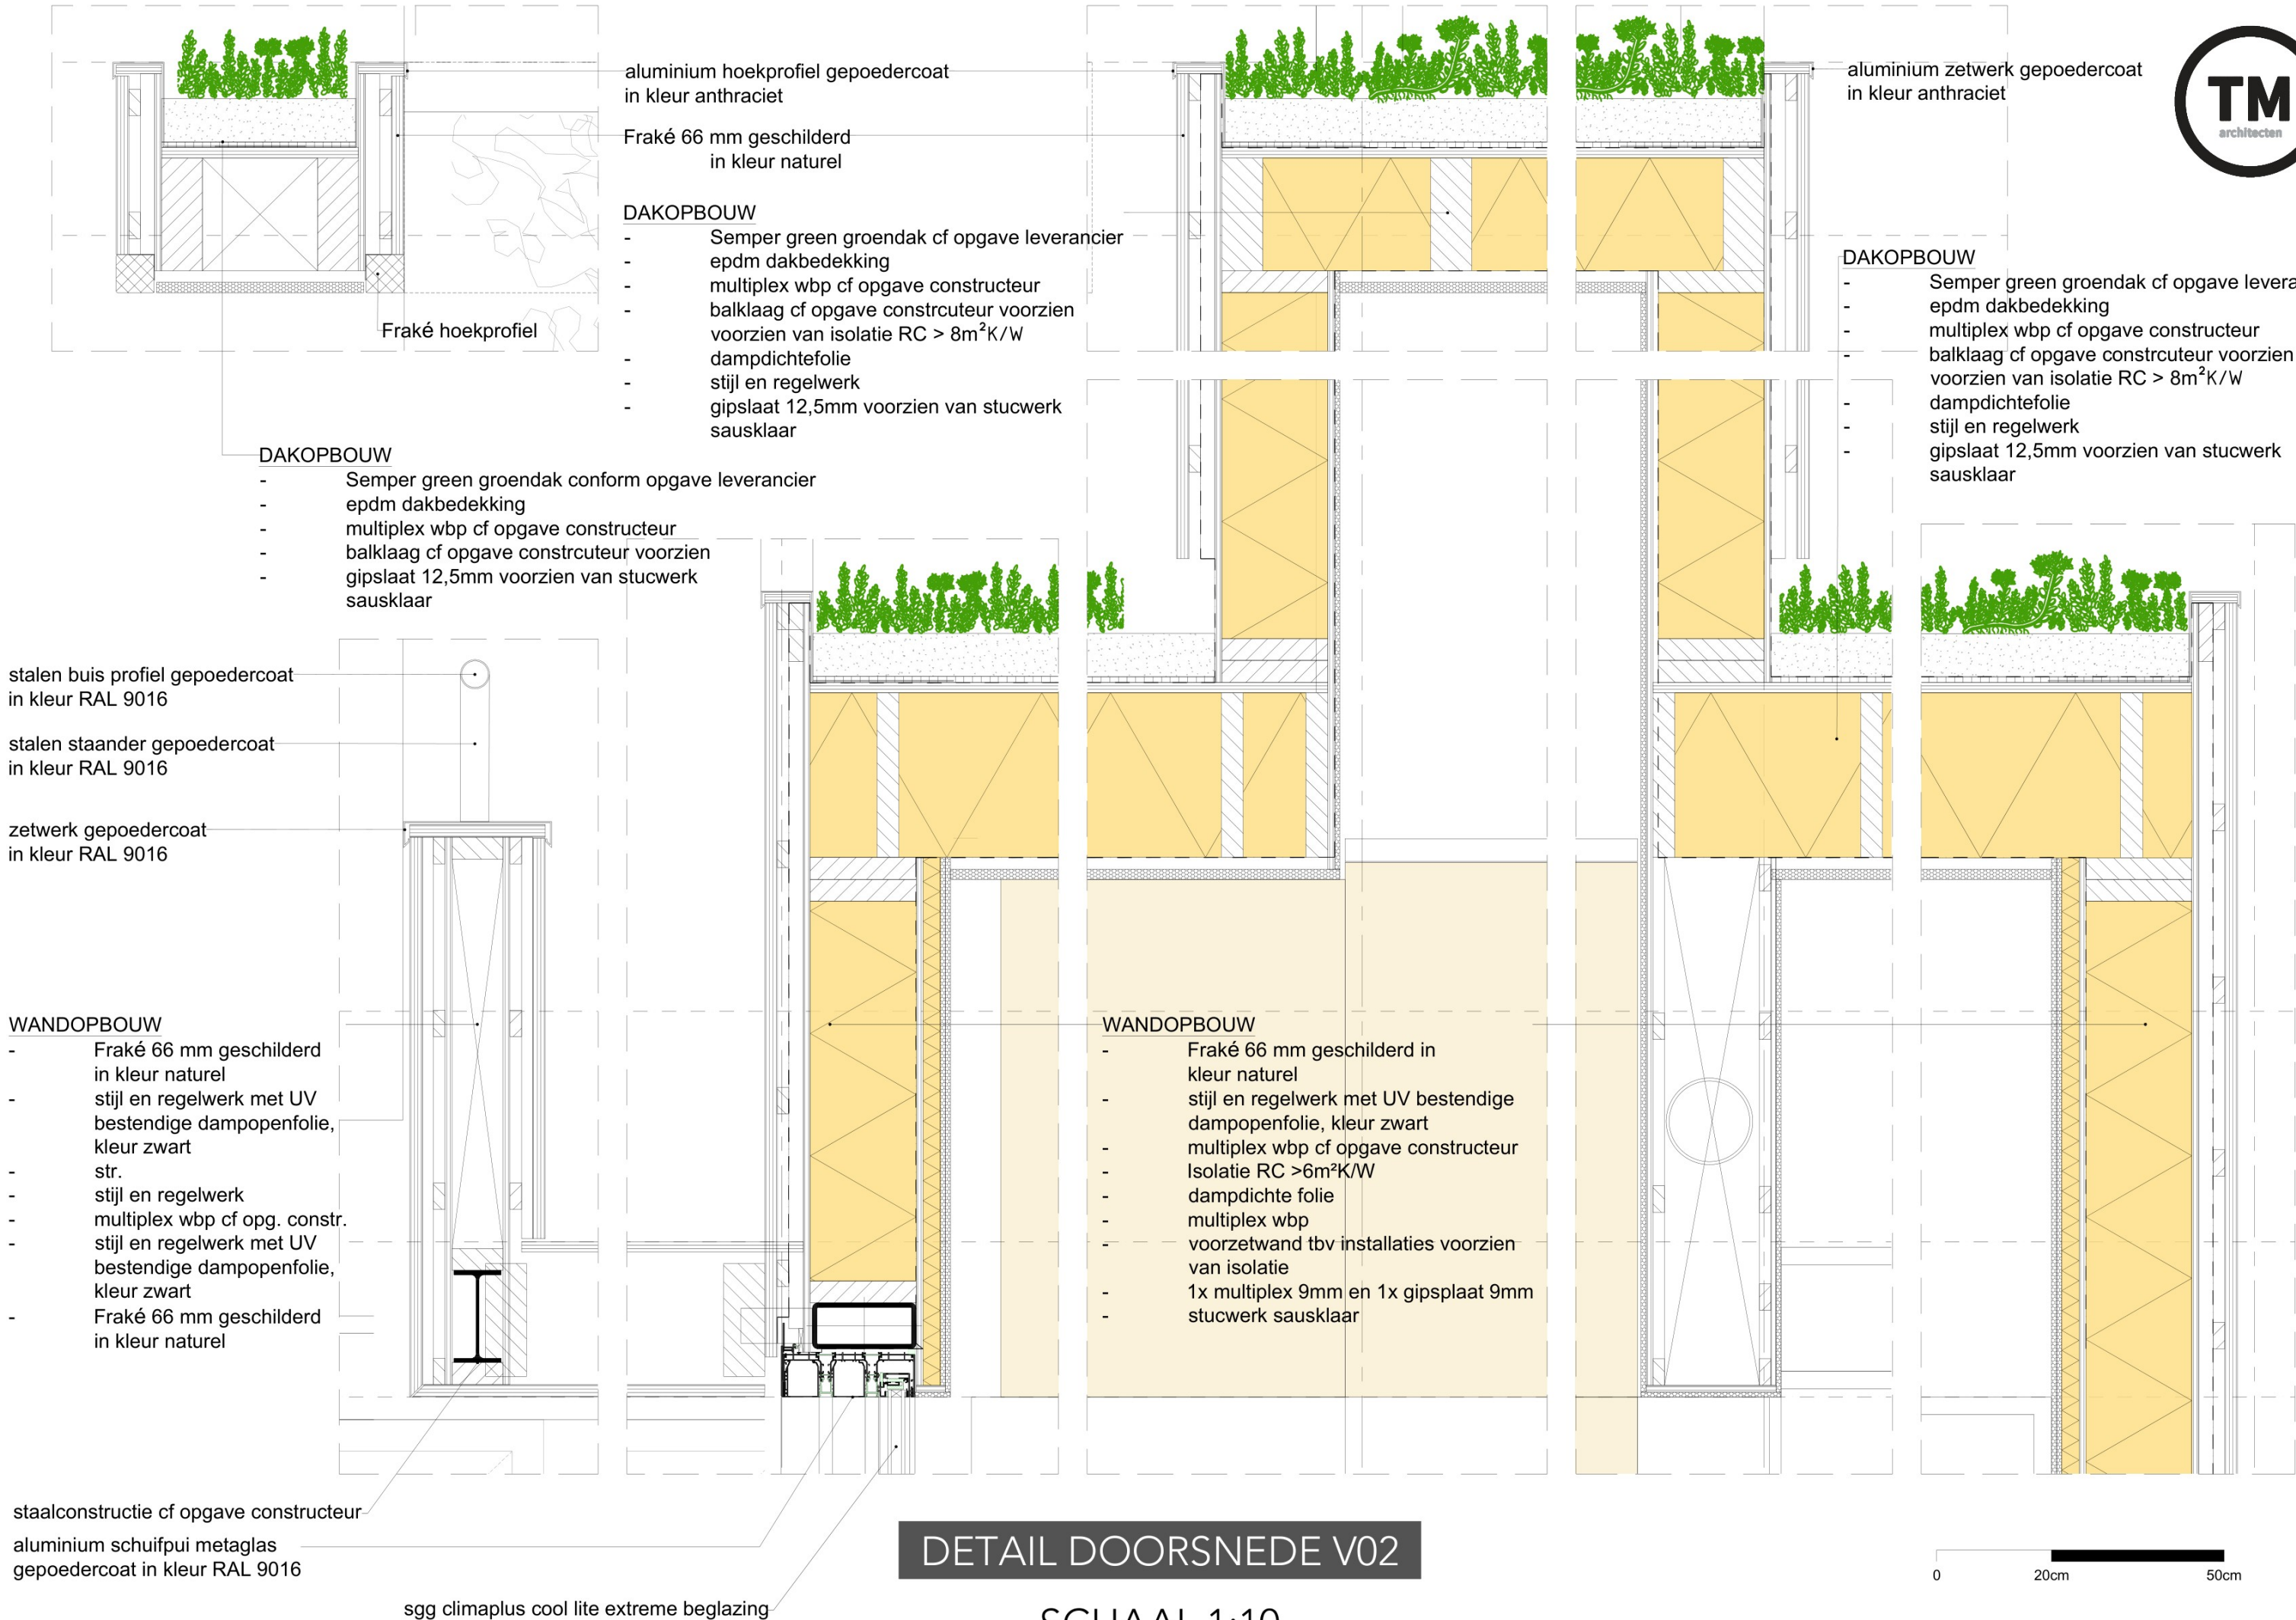 aluminium hoekprofiel gepoedercoat
in kleur anthraciet
Fraké 66 mm geschilderd
in kleur naturel
aluminium zetwerk gepoedercoat
in kleur anthraciet
TM
architecten
DAKOPBOUW
- Semper green groendak cf opgave leverancier
- epdm dakbedekking
- multiplex wbp cf opgave constructeur
- balklaag cf opgave constrcuteur voorzien
voorzien van isolatie RC > 8m²K/W
- dampdichtefolie
- stijl en regelwerk
- gipslaat 12,5mm voorzien van stucwerk
sausklaar
Fraké hoekprofiel
DAKOPBOUW
- Semper green groendak cf opgave levera
- epdm dakbedekking
- multiplex wbp cf opgave constructeur
- balklaag cf opgave constrcuteur voorzien
voorzien van isolatie RC > 8m²K/W
- dampdichtefolie
- stijl en regelwerk
- gipslaat 12,5mm voorzien van stucwerk
sausklaar
DAKOPBOUW
- Semper green groendak conform opgave leverancier
- epdm dakbedekking
- multiplex wbp cf opgave constructeur
- balklaag cf opgave constrcuteur voorzien
- gipslaat 12,5mm voorzien van stucwerk
sausklaar
stalen buis profiel gepoedercoat
in kleur RAL 9016
stalen staander gepoedercoat
in kleur RAL 9016
zetwerk gepoedercoat
in kleur RAL 9016
WANDOPBOUW
- Fraké 66 mm geschilderd
in kleur naturel
- stijl en regelwerk met UV
bestendige dampopenfolie,
kleur zwart
- str.
- stijl en regelwerk
- multiplex wbp cf opg. constr.
- stijl en regelwerk met UV
bestendige dampopenfolie,
kleur zwart
- Fraké 66 mm geschilderd
in kleur naturel
WANDOPBOUW
- Fraké 66 mm geschilderd in
kleur naturel
- stijl en regelwerk met UV bestendige
dampopenfolie, kleur zwart
- multiplex wbp cf opgave constructeur
- Isolatie RC >6m²K/W
- dampdichte folie
- multiplex wbp
- voorzetwand tbv installaties voorzien
van isolatie
- 1x multiplex 9mm en 1x gipsplaat 9mm
- stucwerk sausklaar
staalconstructie cf opgave constructeur
aluminium schuifpui metaglas
gepoedercoat in kleur RAL 9016
sgg climaplus cool lite extreme beglazing
DETAIL DOORSNEDE V02
SCHAAL 1:10
0 20cm 50cm